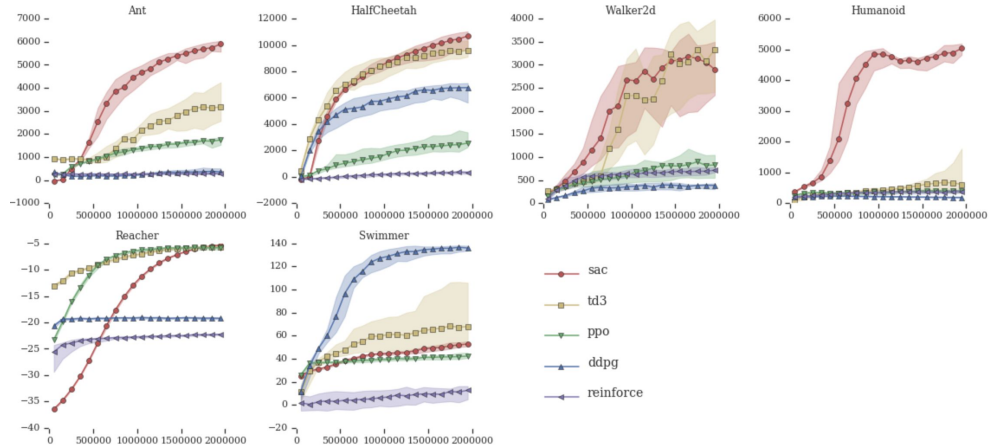 Ant
7000
6000
5000
4000
3000
2000
1000
0
−1000
0 500000 1000000 1500000 2000000
HalfCheetah
12000
10000
8000
6000
4000
2000
0
−2000
0 500000 1000000 1500000 2000000
Walker2d
4000
3500
3000
2500
2000
1500
1000
500
0
0 500000 1000000 1500000 2000000
Humanoid
6000
5000
4000
3000
2000
1000
0
0 500000 1000000 1500000 2000000
Reacher
−5
−10
−15
−20
−25
−30
−35
−40
0 500000 1000000 1500000 2000000
Swimmer
140
120
100
80
60
40
20
0
−20
0 500000 1000000 1500000 2000000
sac
td3
ppo
ddpg
reinforce